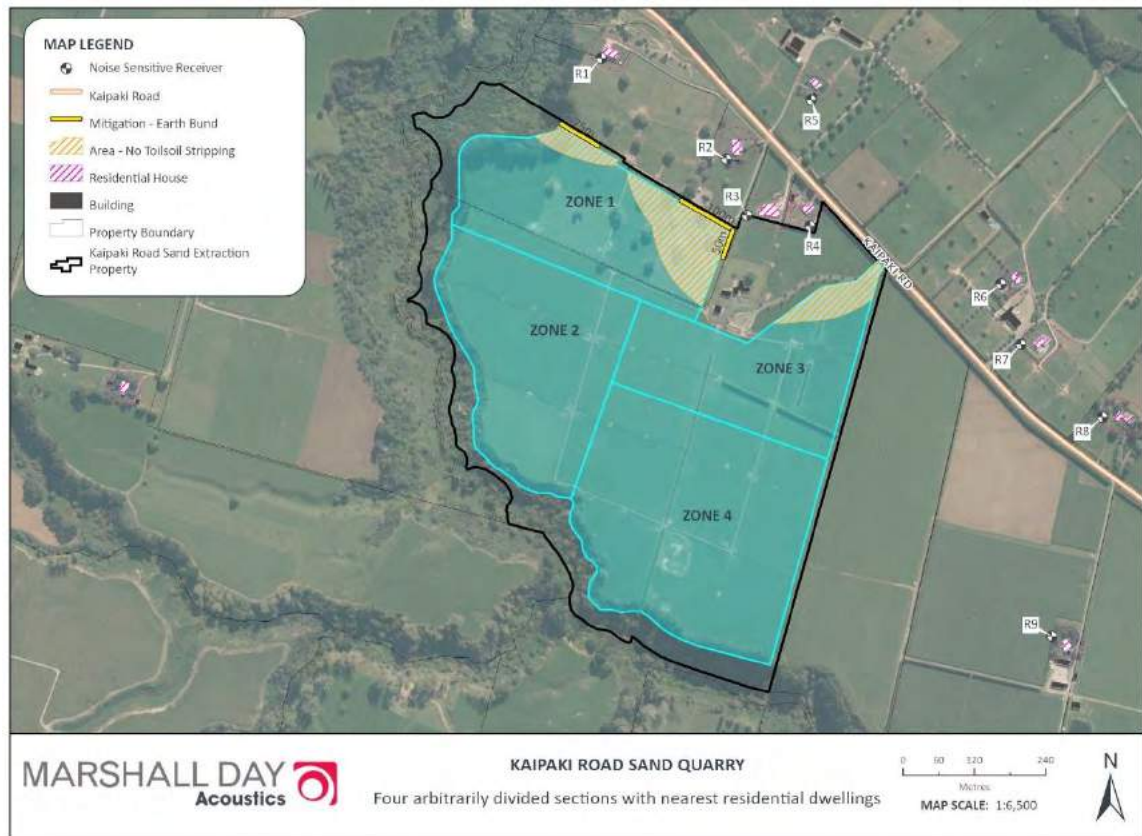 MAP LEGEND
Noise Sensitive Receiver
Kaipaki Road
Mitigation - Earth Bund
Area - No Toilsoil Stripping
Residential House
Building
Property Boundary
Kaipaki Road Sand Extraction
Property
R1
R2
R3
R4
R5
R6
R7
R8
R9
KAIPAKI RD
50m
ZONE 1
ZONE 2
ZONE 3
ZONE 4
MARSHALL DAY
Acoustics
KAIPAKI ROAD SAND QUARRY
Four arbitrarily divided sections with nearest residential dwellings
0
120
240
Metres
MAP SCALE: 1:6,500
N